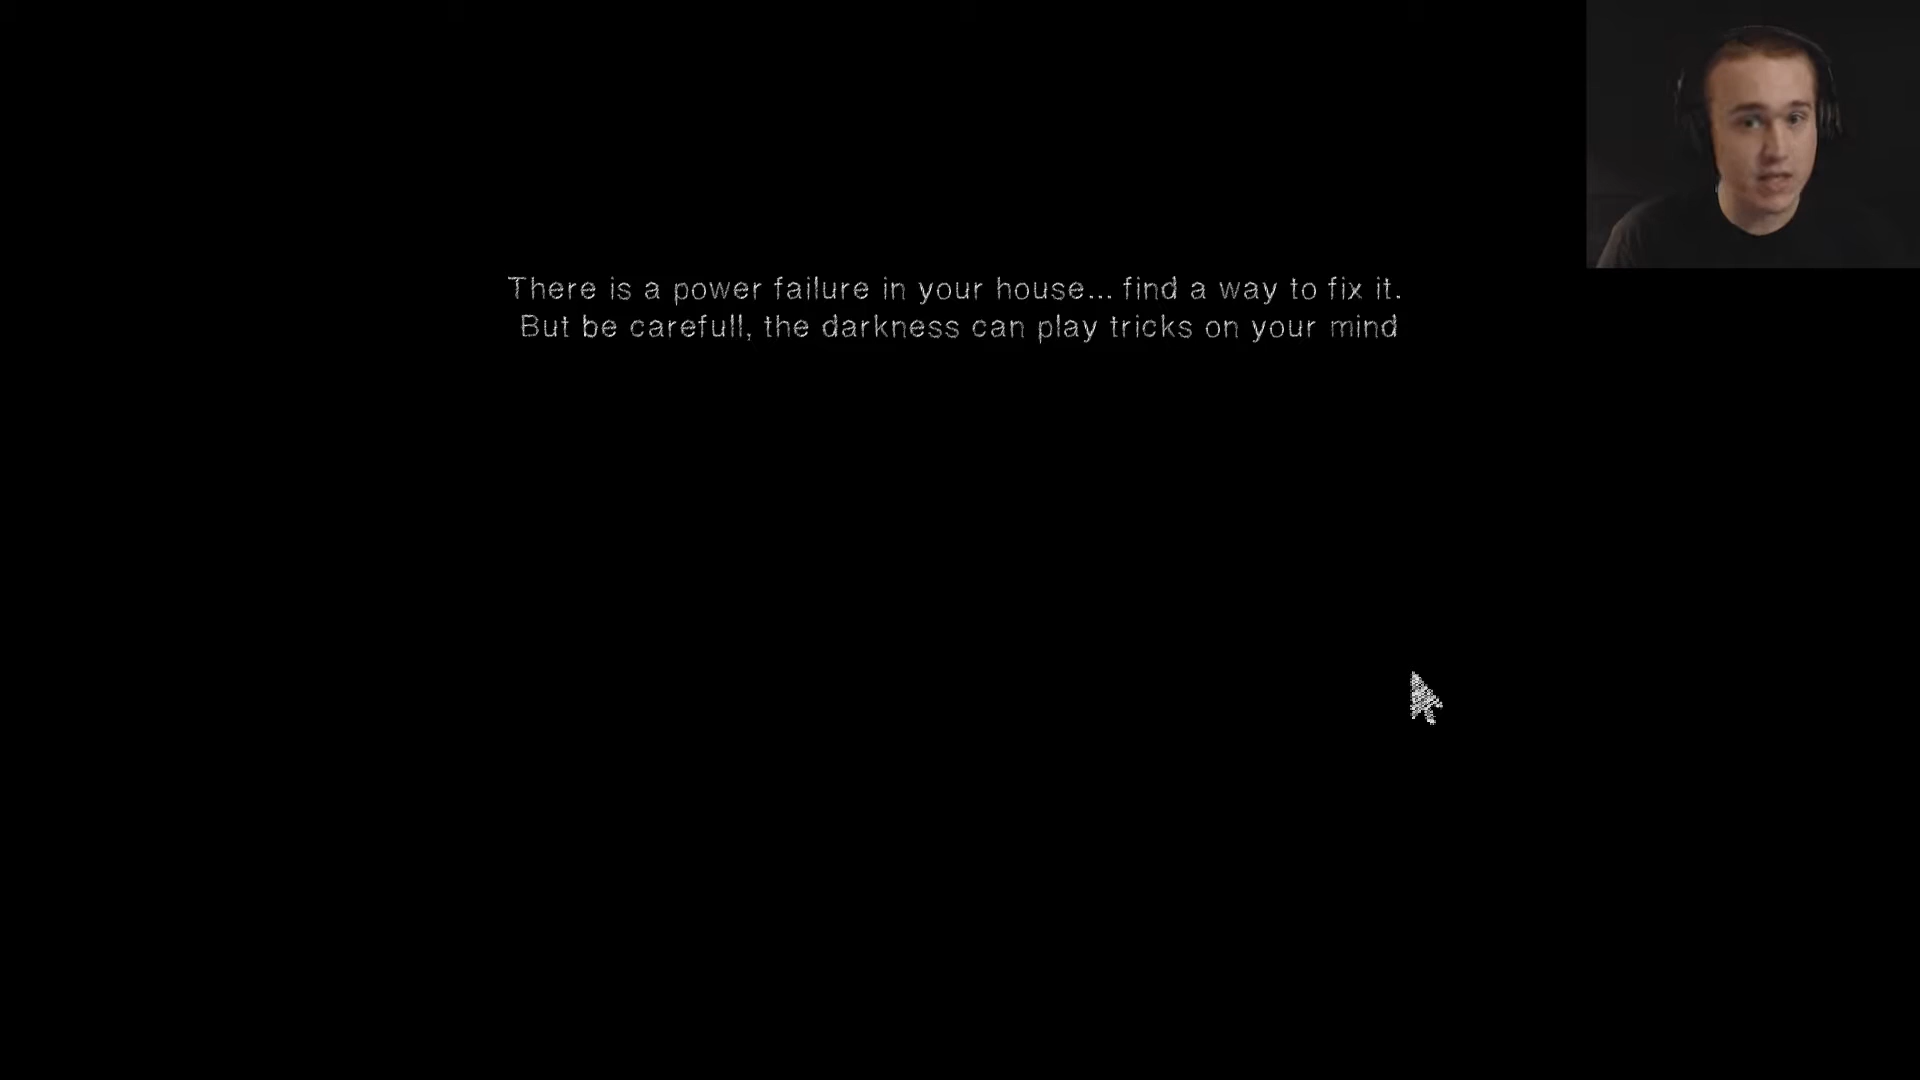 There is a power failure in your house... find a way to fix it.
But be carefull, the darkness can play tricks on your mind